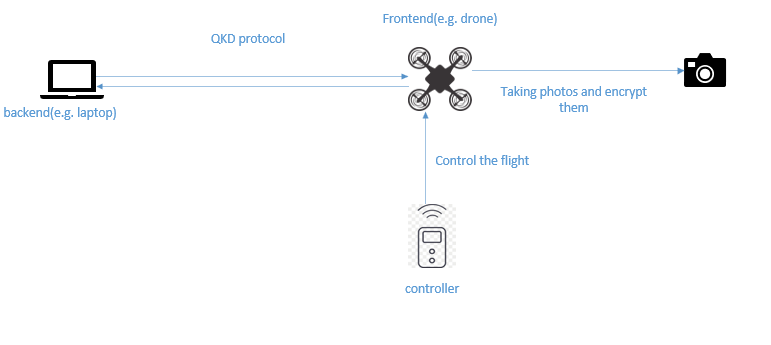 Frontend(e.g. drone)
QKD protocol
Taking photos and encrypt
them
backend(e.g. laptop)
Control the flight
controller